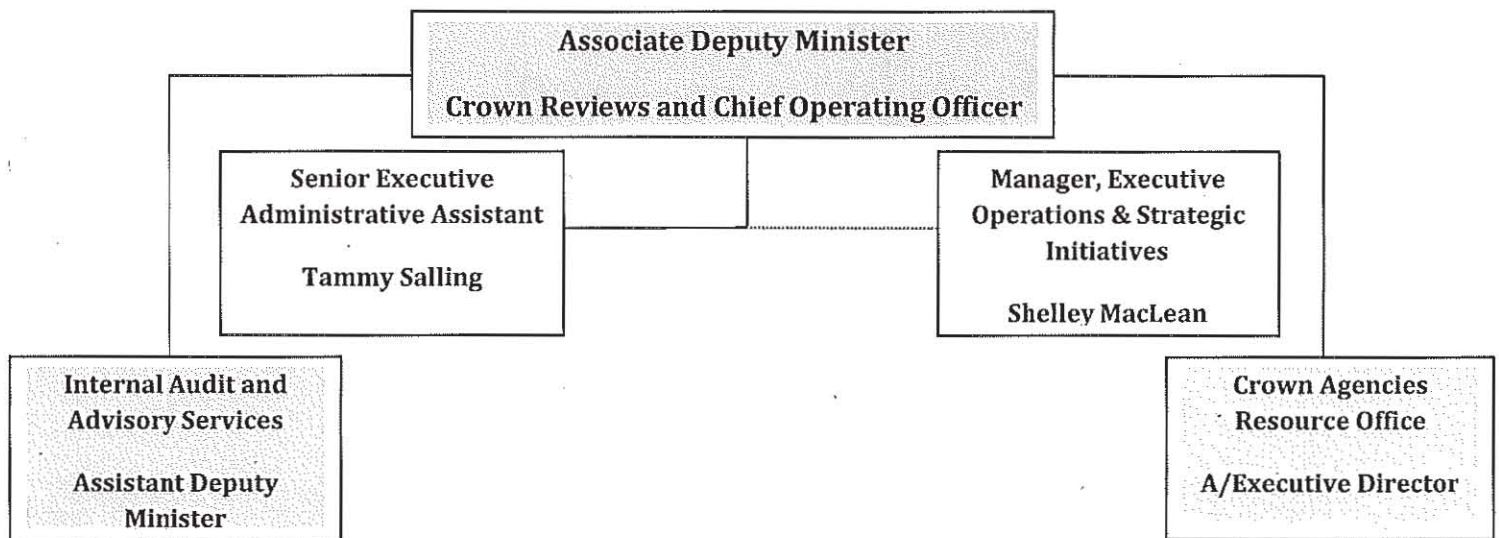 Associate Deputy Minister
Crown Reviews and Chief Operating Officer
Senior Executive
Administrative Assistant
Tammy Salling
Manager, Executive
Operations & Strategic
Initiatives
Shelley MacLean
Internal Audit and
Advisory Services
Assistant Deputy
Minister
Crown Agencies
Resource Office
A/Executive Director